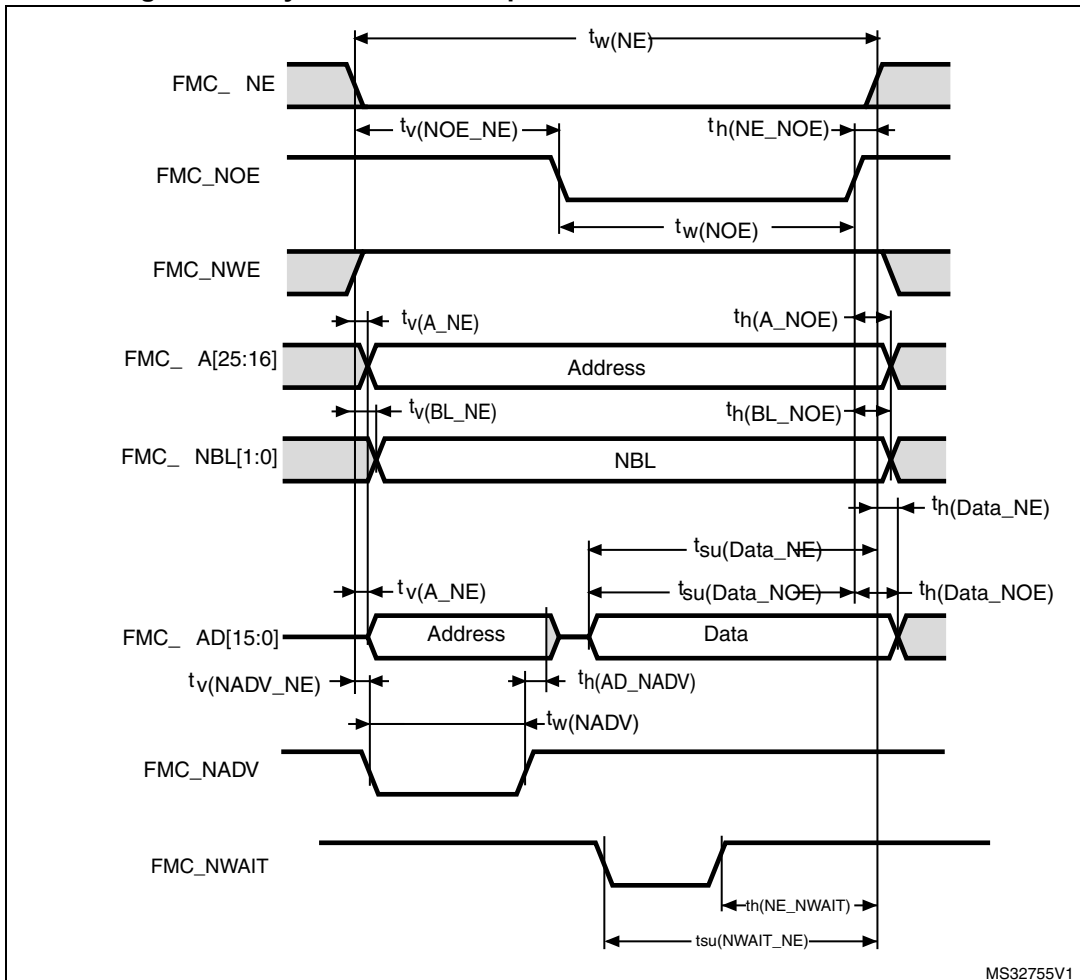 tw(NE)
FMC_ NE
tv(NOE_NE)
th(NE_NOE)
FMC_NOE
tw(NOE)
FMC_NWE
tv(A_NE)
th(A_NOE)
FMC_ A[25:16]
Address
tv(BL_NE)
th(BL_NOE)
FMC_ NBL[1:0]
NBL
th(Data_NE)
tsu(Data_NE)
tv(A_NE)
tsu(Data_NOE)
th(Data_NOE)
FMC_ AD[15:0]
Address
Data
tv(NADV_NE)
th(AD_NADV)
tw(NADV)
FMC_NADV
FMC_NWAIT
th(NE_NWAIT)
tsu(NWAIT_NE)
MS32755V1